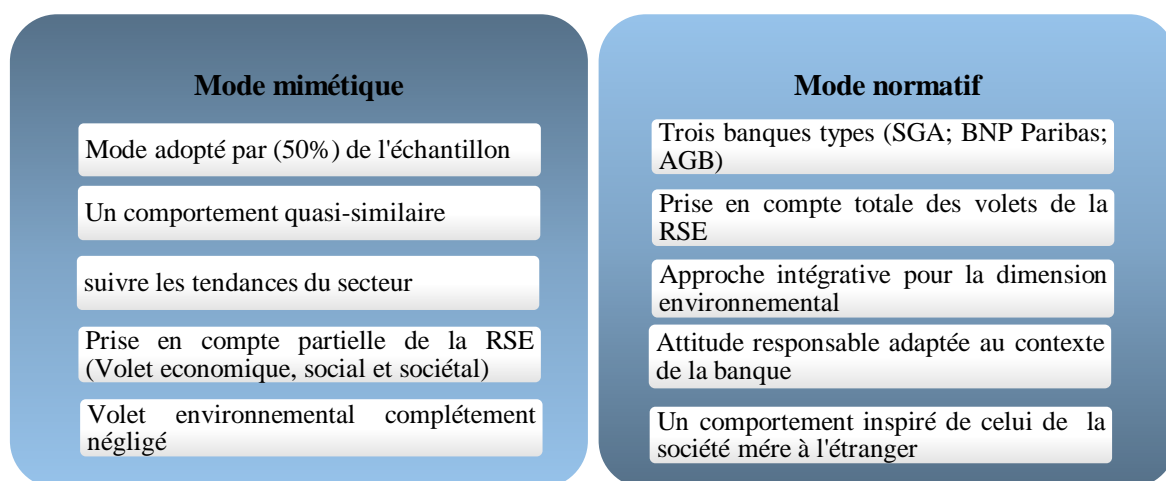 Mode mimétique
Mode adopté par (50%) de l'échantillon
Un comportement quasi-similaire
suivre les tendances du secteur
Prise en compte partielle de la RSE
(Volet economique, social et sociétal)
Volet environnemental complétement
négligé
Mode normatif
Trois banques types (SGA; BNP Paribas;
AGB)
Prise en compte totale des volets de la
RSE
Approche intégrative pour la dimension
environnemental
Attitude responsable adaptée au contexte
de la banque
Un comportement inspiré de celui de la
société mére à l'étranger